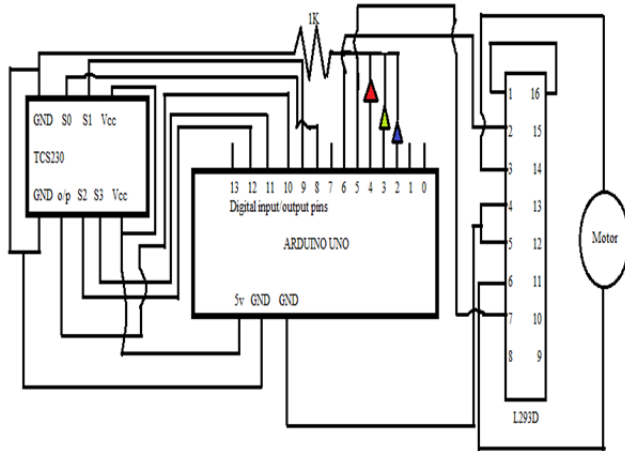 1K
GND S0 S1 Vcc
TCS230
GND o/p S2 S3 Vcc
13 12 11 10 9 8 7 6 5 4 3 2 1 0
Digital input/output pins
ARDUINO UNO
5v GND GND
1 16
2 15
3 14
4 13
5 12
6 11
7 10
8 9
L293D
Motor